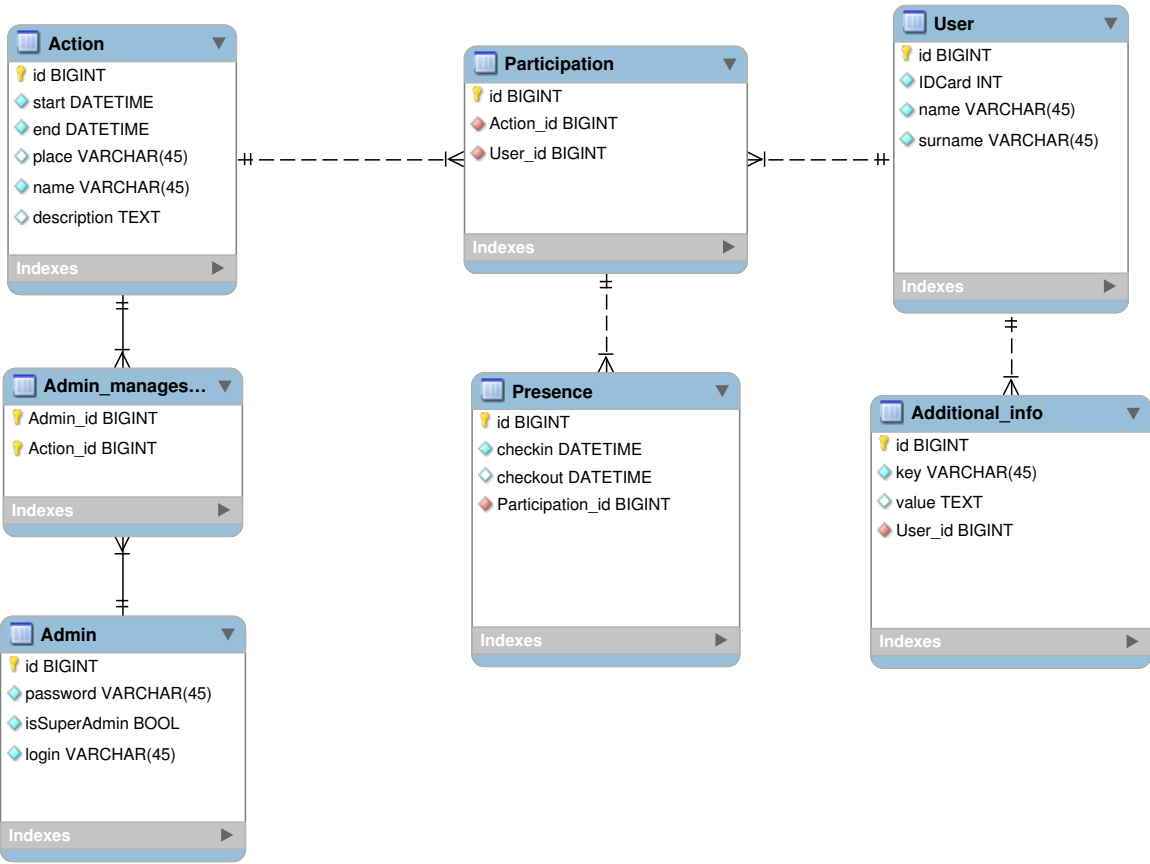 Action
id BIGINT
start DATETIME
end DATETIME
place VARCHAR(45)
name VARCHAR(45)
description TEXT
Indexes
Participation
id BIGINT
Action_id BIGINT
User_id BIGINT
Indexes
User
id BIGINT
IDCard INT
name VARCHAR(45)
surname VARCHAR(45)
Indexes
Admin_manages...
Admin_id BIGINT
Action_id BIGINT
Indexes
Presence
id BIGINT
checkin DATETIME
checkout DATETIME
Participation_id BIGINT
Indexes
Additional_info
id BIGINT
key VARCHAR(45)
value TEXT
User_id BIGINT
Indexes
Admin
id BIGINT
password VARCHAR(45)
isSuperAdmin BOOL
login VARCHAR(45)
Indexes